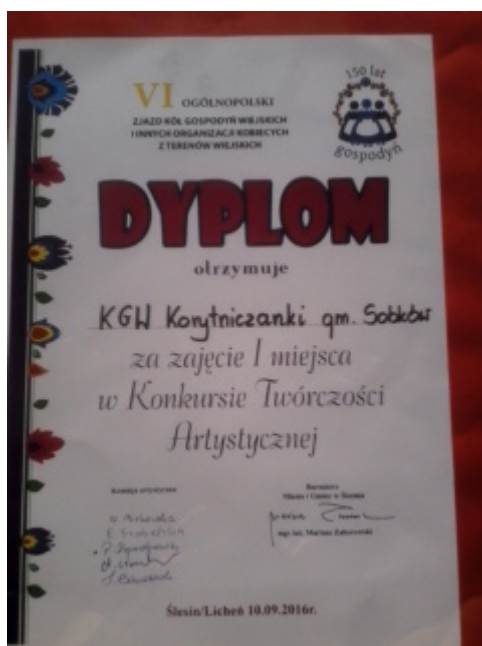 150 lat
gospodyń
VI OGÓLNOPOLSKI
ZJAZD KÓŁ GOSPODYŃ WIEJSKICH
I INNYCH ORGANIZACJI KOBIECYCH
Z TERENÓW WIEJSKICH
DYPLOM
otrzymuje
KGW Korytniczanki gm. Sobków
za zajęcie I miejsca
w Konkursie Twórczości
Artystycznej
Komisja artystyczna
Burmistrz
Miasta i Gminy w Ślesinie
mgr inż. Mariusz Zaborowski
Ślesin/Licheń 10.09.2016r.